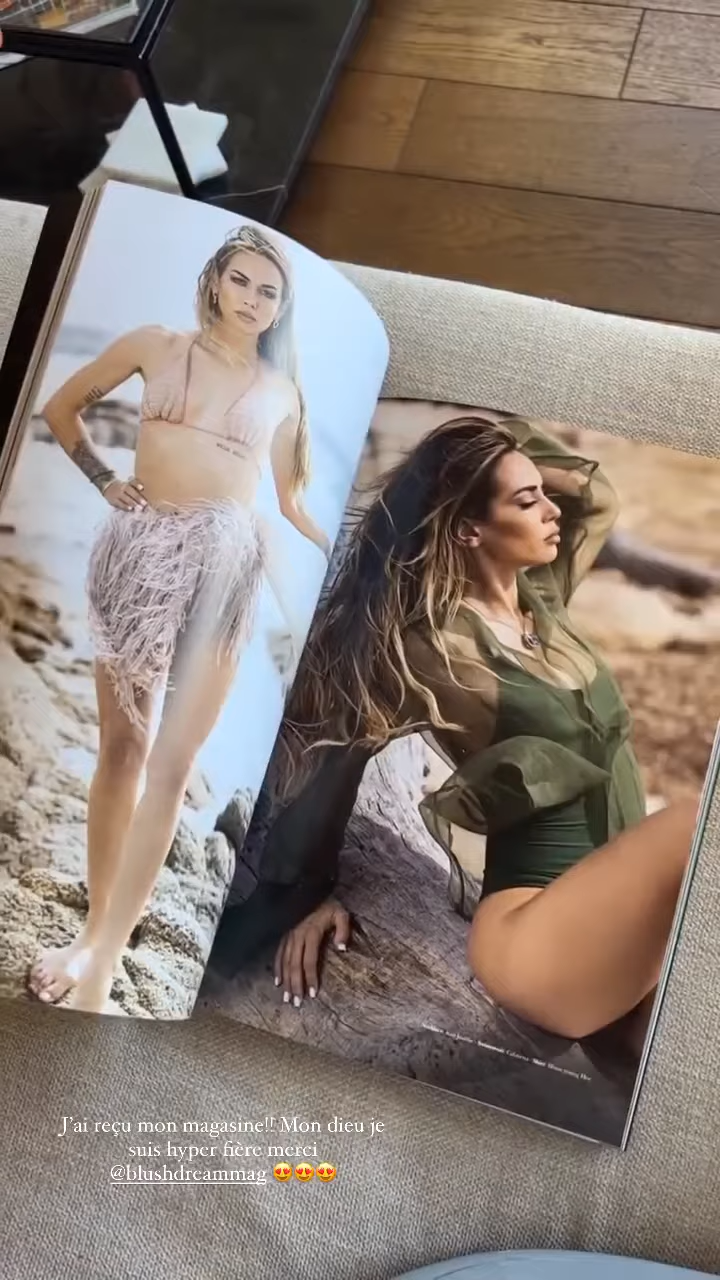 J'ai reçu mon magasine!! Mon dieu je
suis hyper fière merci
@blushdreammag 😍😍😍